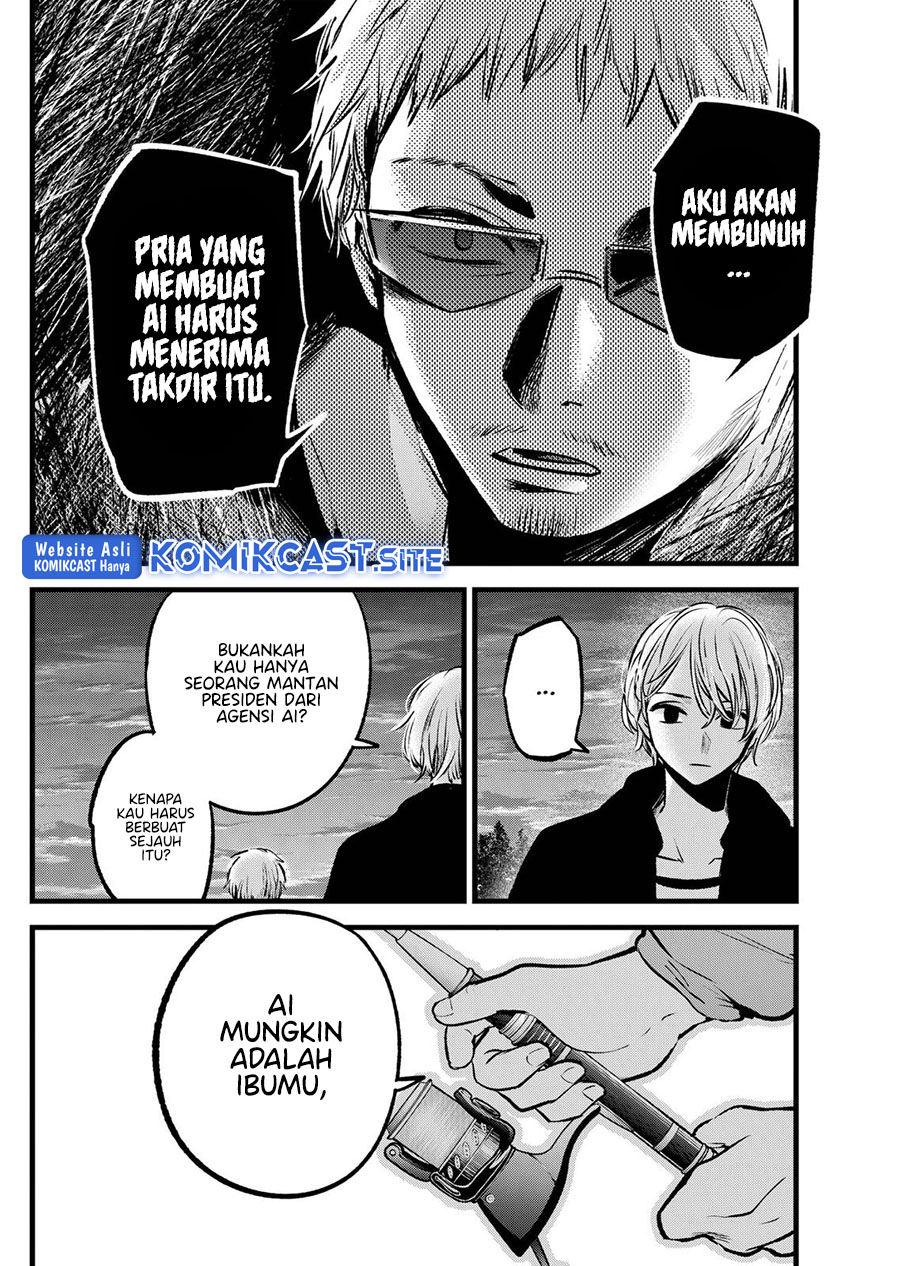 AKU AKAN
MEMBUNUH
...
PRIA YANG
MEMBUAT
AI HARUS
MENERIMA
TAKDIR ITU.
Website Asli
KOMIKCAST Hanya
KOMIKCAST.SITE
...
BUKANKAH
KAU HANYA
SEORANG MANTAN
PRESIDEN DARI
AGENSI AI?
KENAPA
KAU HARUS
BERBUAT
SEJAUH
ITU?
AI
MUNGKIN
ADALAH
IBUMU,